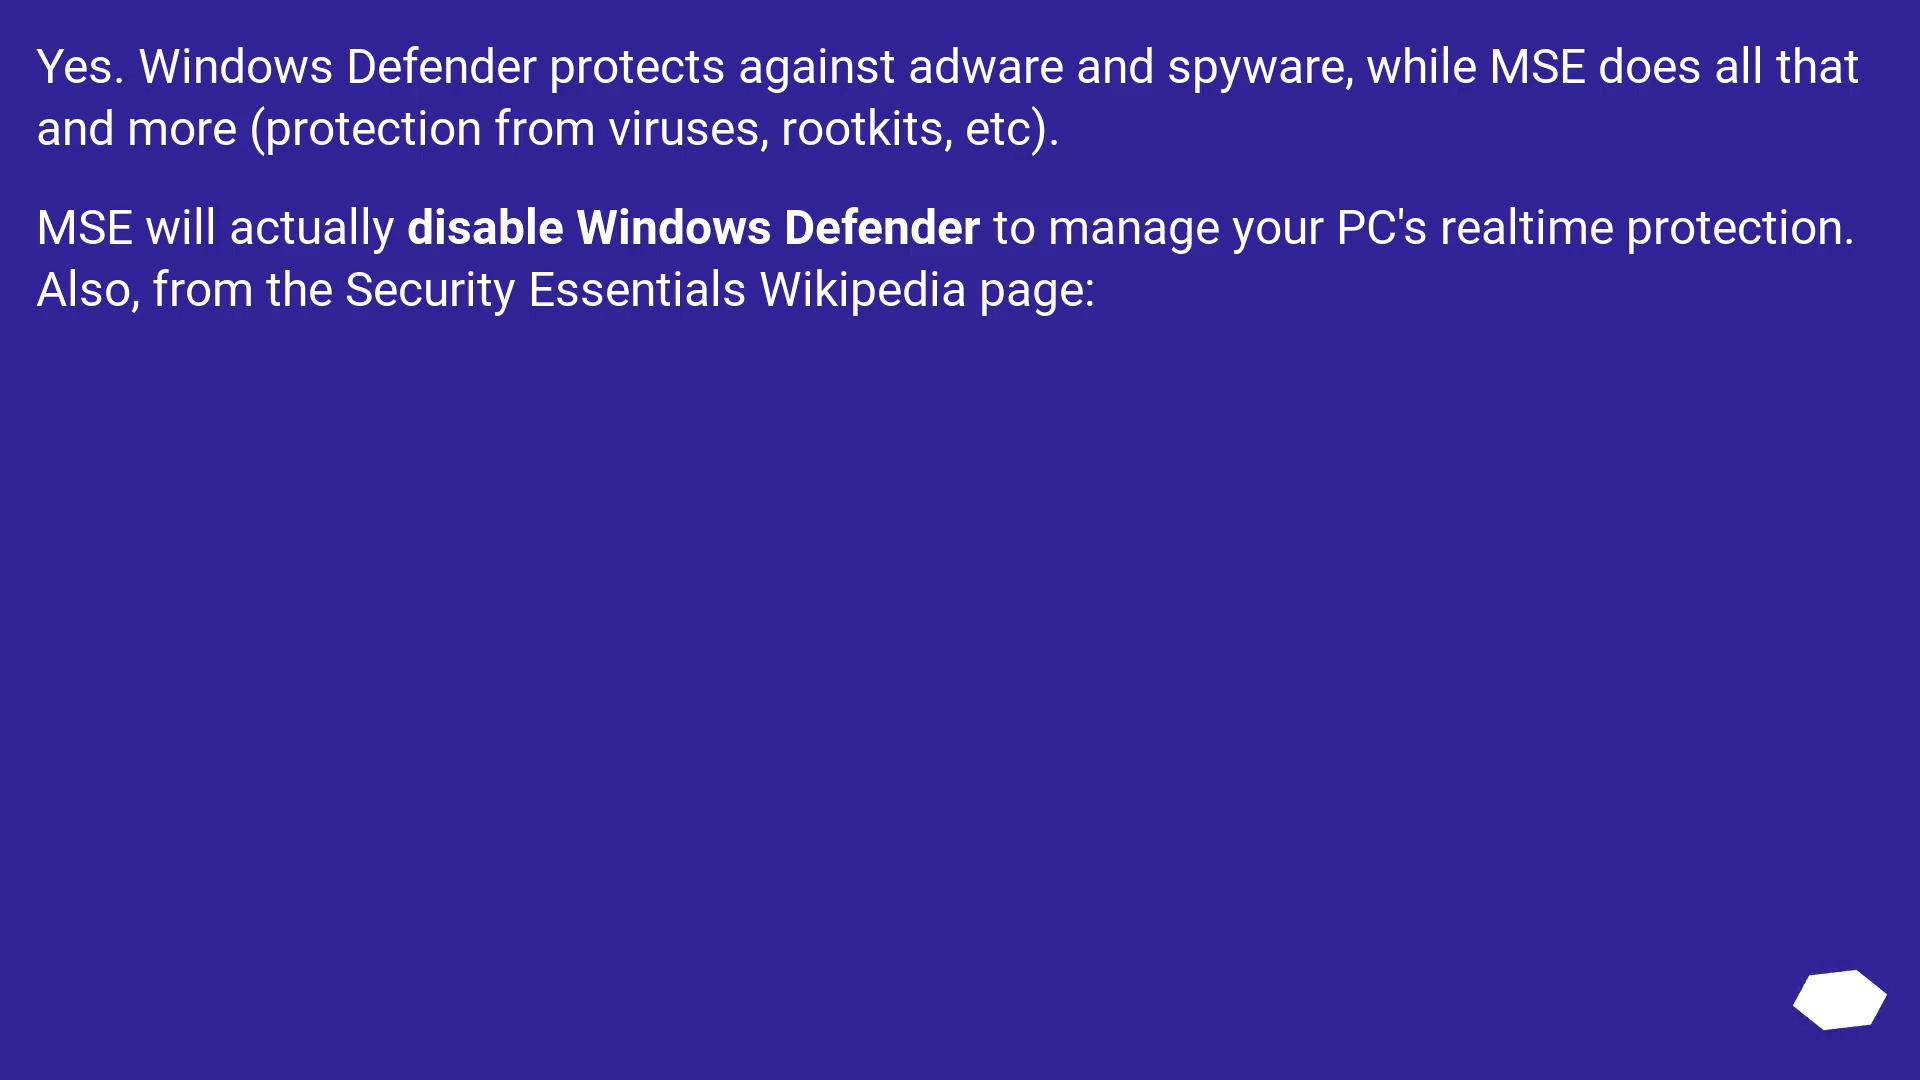 Yes. Windows Defender protects against adware and spyware, while MSE does all that
and more (protection from viruses, rootkits, etc).
MSE will actually disable Windows Defender to manage your PC's realtime protection.
Also, from the Security Essentials Wikipedia page: